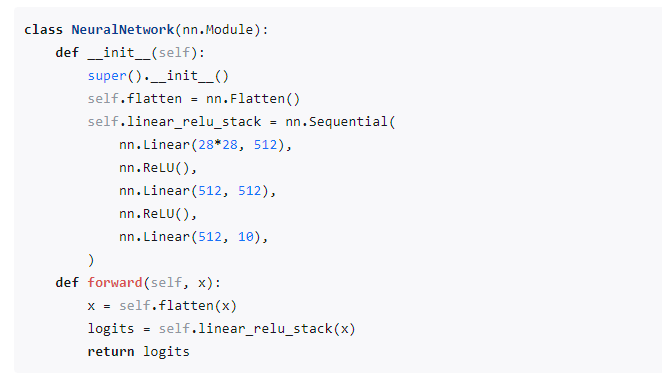 class NeuralNetwork(nn.Module):
    def __init__(self):
        super().__init__()
        self.flatten = nn.Flatten()
        self.linear_relu_stack = nn.Sequential(
            nn.Linear(28*28, 512),
            nn.ReLU(),
            nn.Linear(512, 512),
            nn.ReLU(),
            nn.Linear(512, 10),
        )
    def forward(self, x):
        x = self.flatten(x)
        logits = self.linear_relu_stack(x)
        return logits